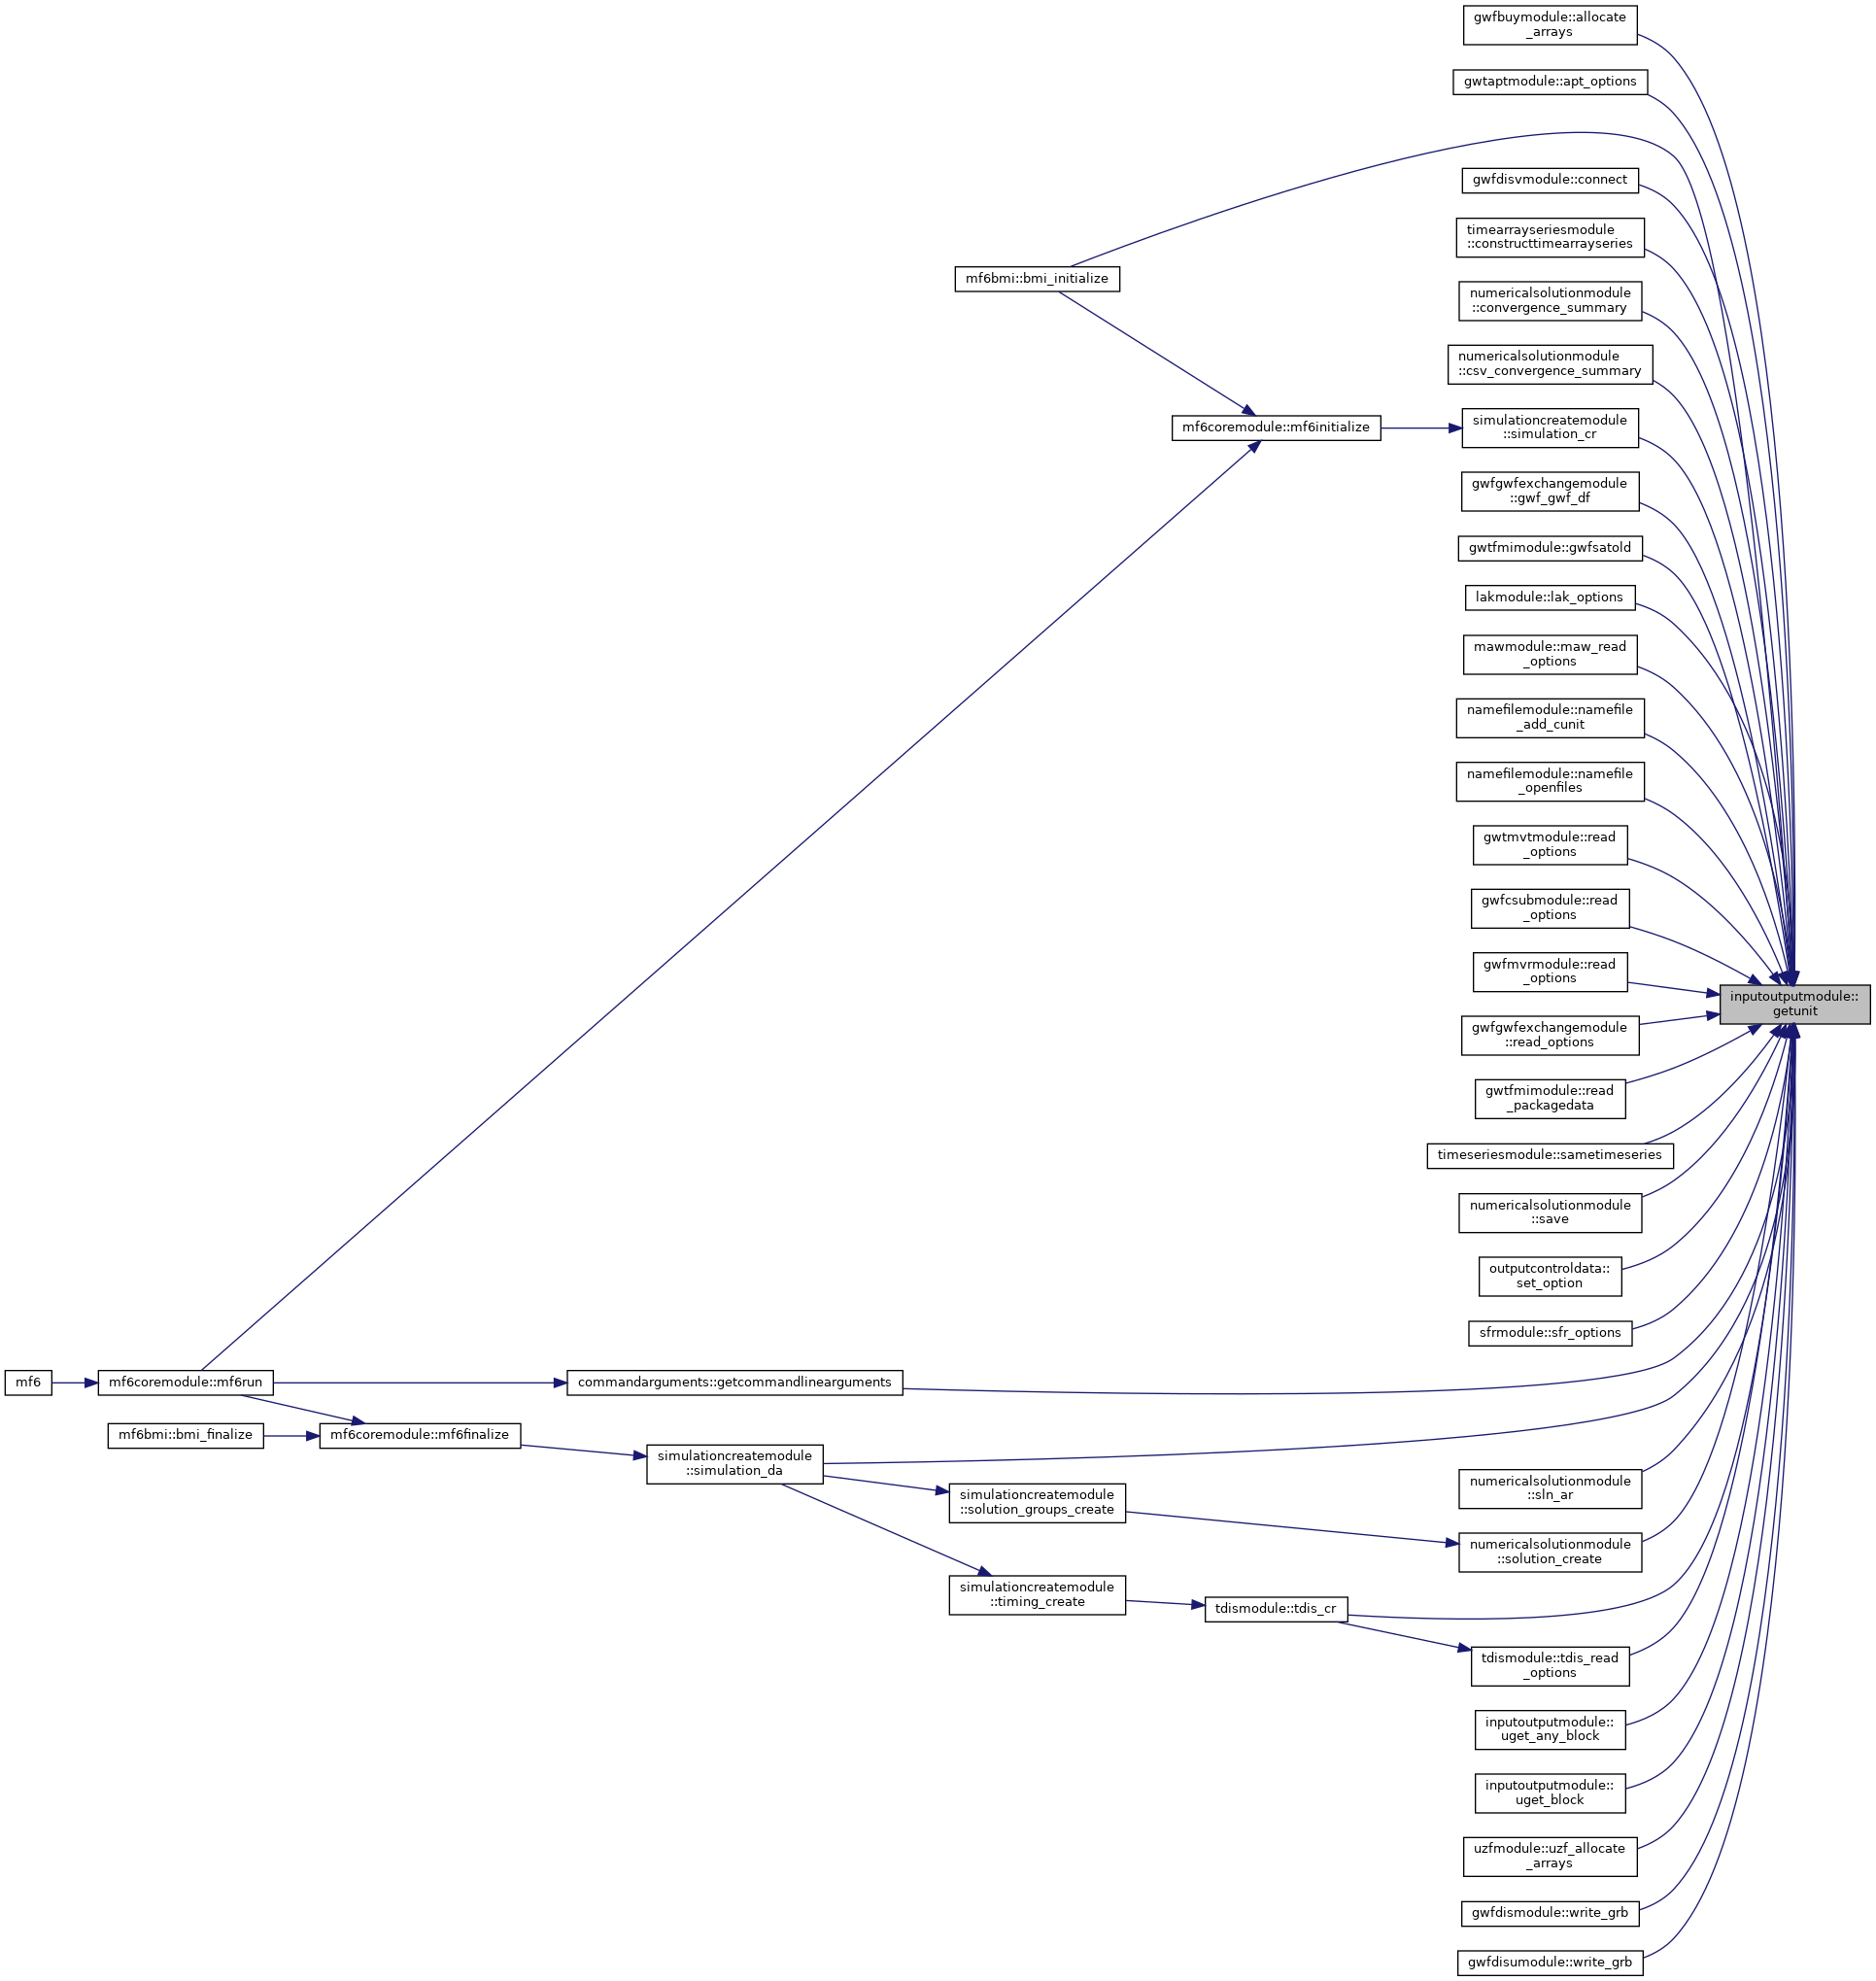 gwfbuymodule::allocate
_arrays
gwtaptmodule::apt_options
gwfdisvmodule::connect
timearrayseriesmodule
::constructtimearrayseries
mf6bmi::bmi_initialize
numericalsolutionmodule
::convergence_summary
numericalsolutionmodule
::csv_convergence_summary
mf6coremodule::mf6initialize
simulationcreatemodule
::simulation_cr
gwfgwfexchangemodule
::gwf_gwf_df
gwtfmimodule::gwfsatold
lakmodule::lak_options
mawmodule::maw_read
_options
namefilemodule::namefile
_add_cunit
namefilemodule::namefile
_openfiles
gwtmvtmodule::read
_options
gwfcsubmodule::read
_options
gwfmvrmodule::read
_options
inputoutputmodule::
getunit
gwfgwfexchangemodule
::read_options
gwtfmimodule::read
_packagedata
timeseriesmodule::sametimeseries
numericalsolutionmodule
::save
outputcontroldata::
set_option
sfrmodule::sfr_options
mf6
mf6coremodule::mf6run
commandarguments::getcommandlinearguments
mf6bmi::bmi_finalize
mf6coremodule::mf6finalize
simulationcreatemodule
::simulation_da
numericalsolutionmodule
::sln_ar
simulationcreatemodule
::solution_groups_create
numericalsolutionmodule
::solution_create
simulationcreatemodule
::timing_create
tdismodule::tdis_cr
tdismodule::tdis_read
_options
inputoutputmodule::
uget_any_block
inputoutputmodule::
uget_block
uzfmodule::uzf_allocate
_arrays
gwfdismodule::write_grb
gwfdisumodule::write_grb